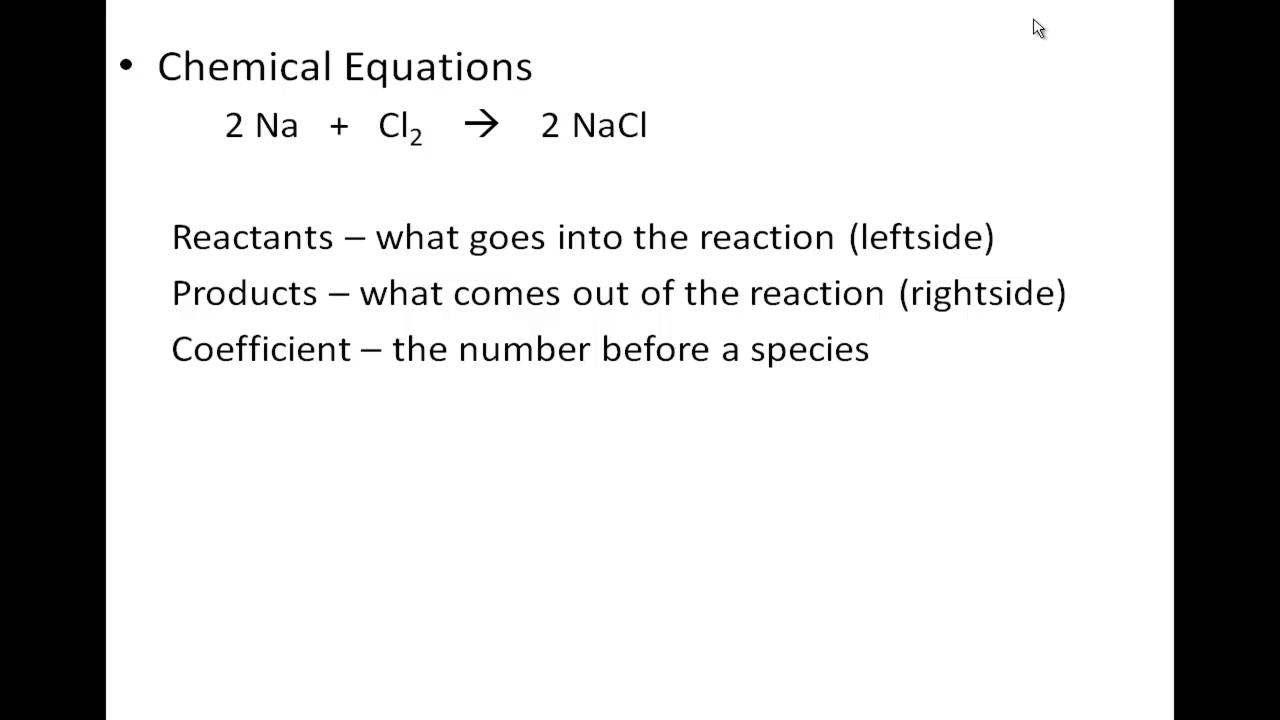 • Chemical Equations
2 Na + Cl₂ → 2 NaCl
Reactants – what goes into the reaction (leftside)
Products – what comes out of the reaction (rightside)
Coefficient – the number before a species